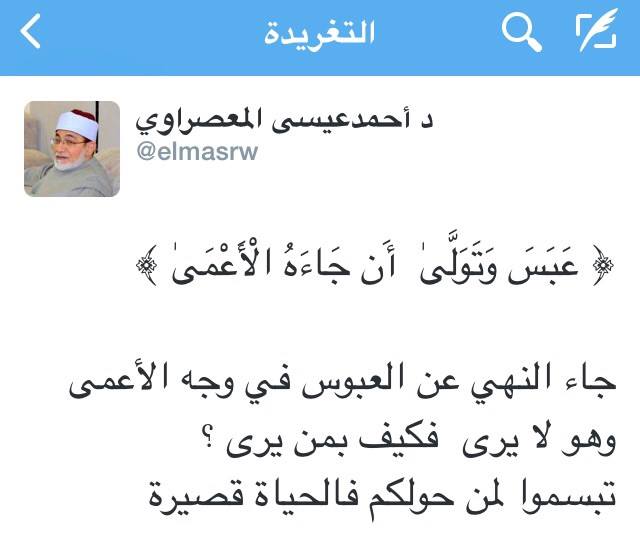 التغريدة
د أحمدعيسى المعصراوي
@elmasrw
﴿ عَبَسَ وَتَوَلَّىٰ أَن جَاءَهُ الْأَعْمَىٰ ﴾
جاء النهي عن العبوس في وجه الأعمى
وهو لا يرى فكيف بمن يرى ؟
تبسموا لمن حولكم فالحياة قصيرة